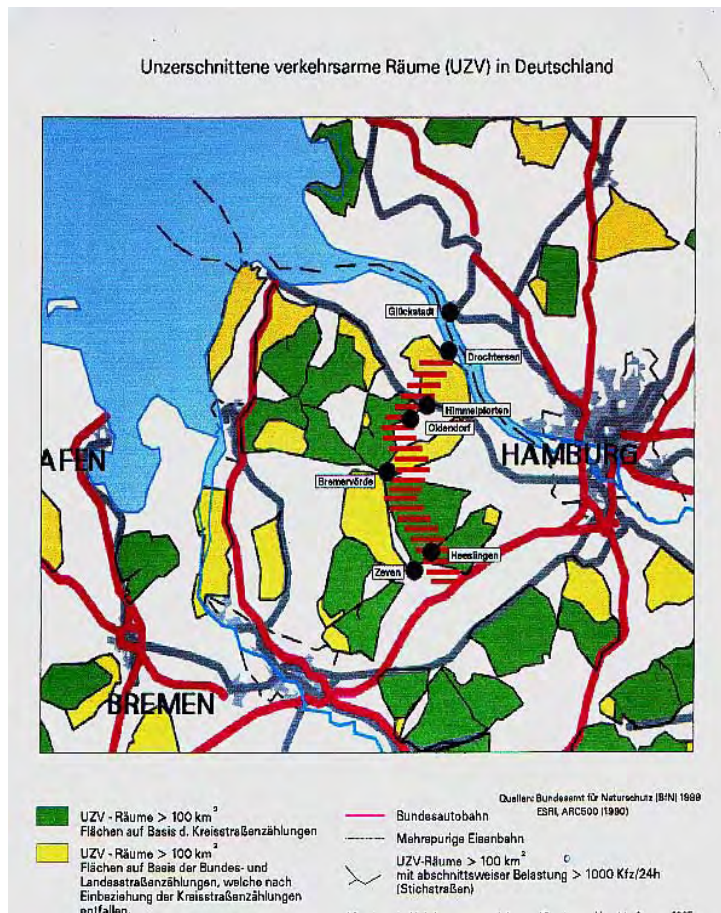 Unzerschnittene verkehrsarme Räume (UZV) in Deutschland
Glückstadt
Drochtersen
Himmelpforten
Oldendorf
HAMBURG
AFEN
Bremervörde
Heeslingen
Zeven
BREMEN
UZV - Räume > 100 km²
Flächen auf Basis d. Kreisstraßenzählungen
UZV - Räume > 100 km²
Flächen auf Basis der Bundes- und
Landesstraßenzählungen, welche nach
Einbeziehung der Kreisstraßenzählungen
entfallen.
Quellen: Bundesamt für Naturschutz (BfN) 1999
ESRI, ARC500 (1990)
Bundesautobahn
Mehrspurige Eisenbahn
UZV-Räume > 100 km²
mit abschnittsweiser Belastung > 1000 Kfz/24h
(Stichstraßen)